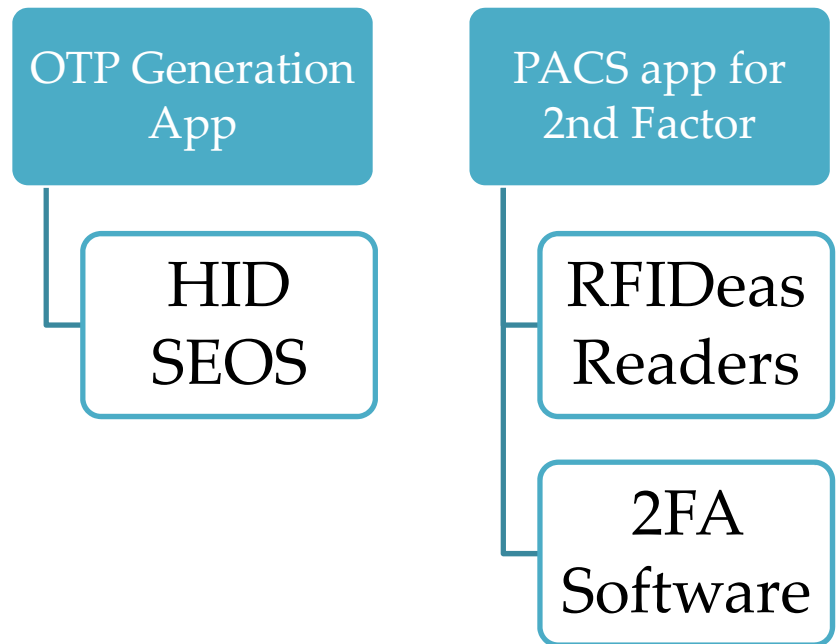 OTP Generation
App
HID
SEOS
PACS app for
2nd Factor
RFIDeas
Readers
2FA
Software